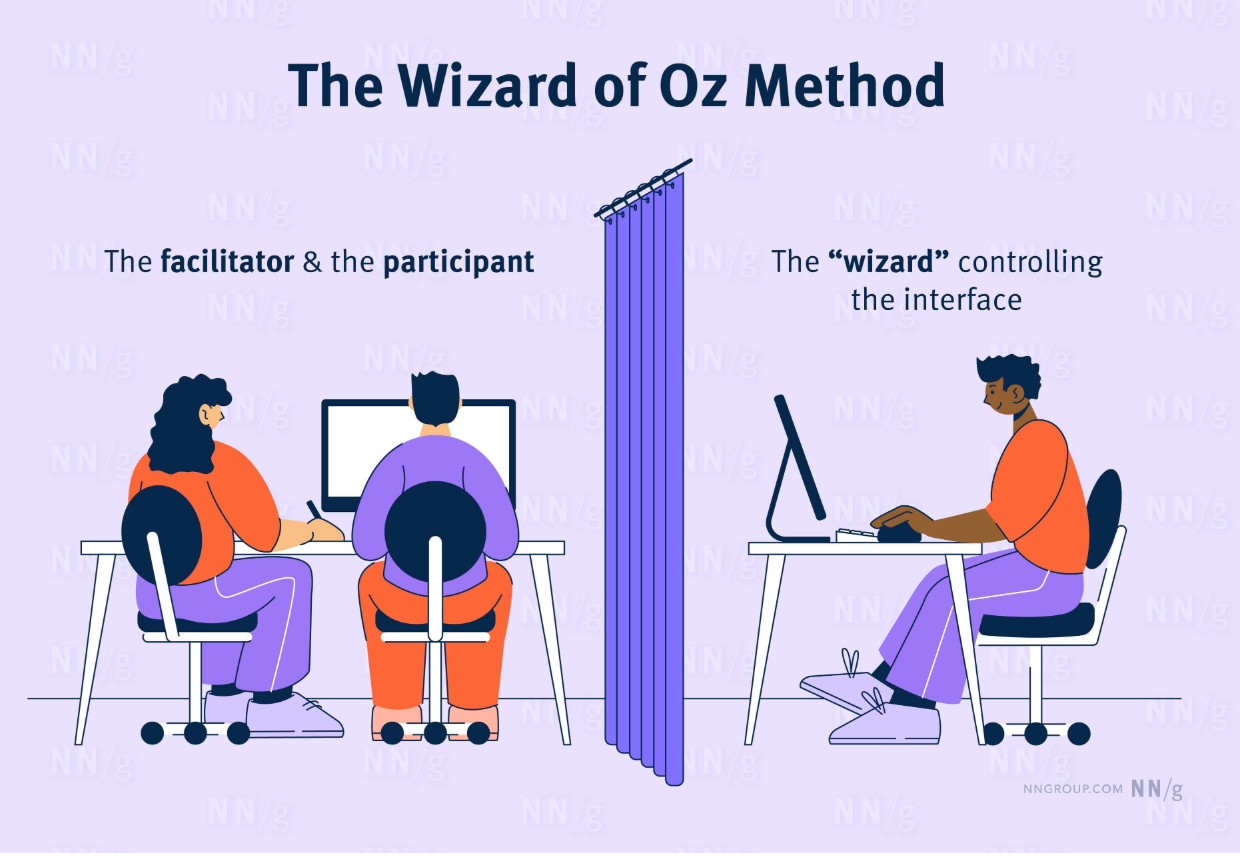 The Wizard of Oz Method
The facilitator & the participant
The “wizard” controlling
the interface
NNGROUP.COM NN/g